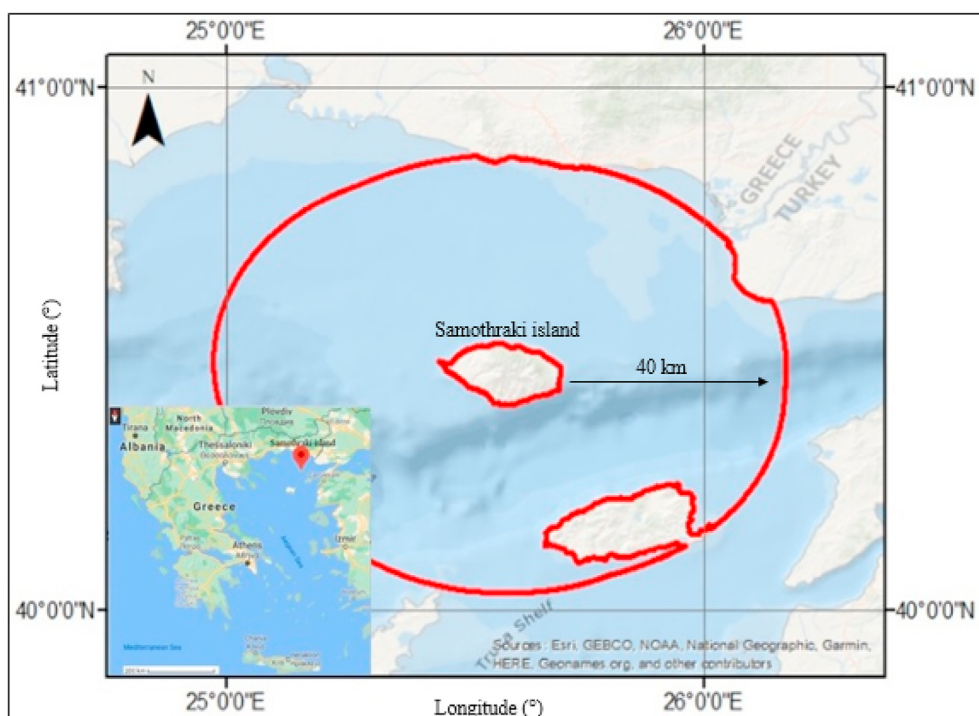 25°0'0"E 26°0'0"E
41°0'0"N 41°0'0"N
N
GREECE
TURKEY
Latitude (°)
Samothraki island
40 km
Plovdiv
Пловдив
North
Macedonia
Tirana
Albania
Thessaloniki
Samothraki island
Greece
Izmir
Athens
Aegean Sea
Mediterranean Sea
40°0'0"N 40°0'0"N
Shelf
Sources: Esri, GEBCO, NOAA, National Geographic, Garmin,
HERE, Geonames.org, and other contributors
25°0'0"E 26°0'0"E
Longitude (°)